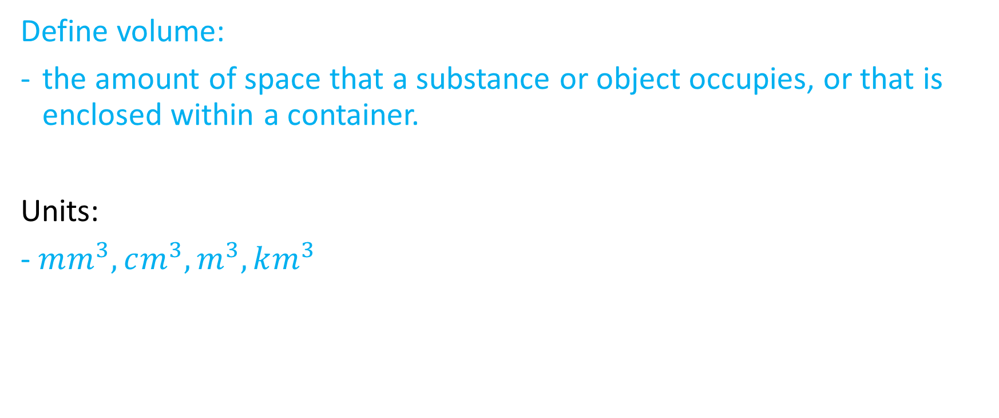 Define volume:
- the amount of space that a substance or object occupies, or that is
enclosed within a container.
Units:
- mm³, cm³, m³, km³